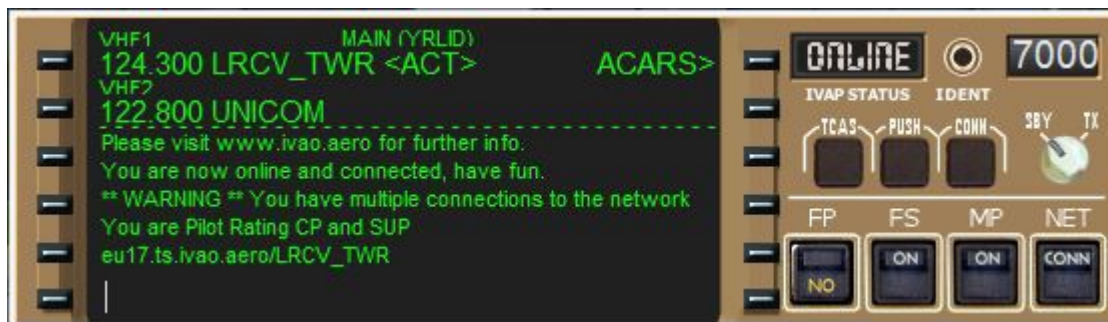 VHF1 MAIN (YRLID)
124.300 LRCV_TWR <ACT> ACARS>
VHF2
122.800 UNICOM
Please visit www.ivao.aero for further info.
You are now online and connected, have fun.
** WARNING ** You have multiple connections to the network
You are Pilot Rating CP and SUP
eu17.ts.ivao.aero/LRCV_TWR
ONLINE 7000
IVAP STATUS IDENT
TCAS PUSH CONN SBY TX
FP FS MP NET
ON ON CONN
NO